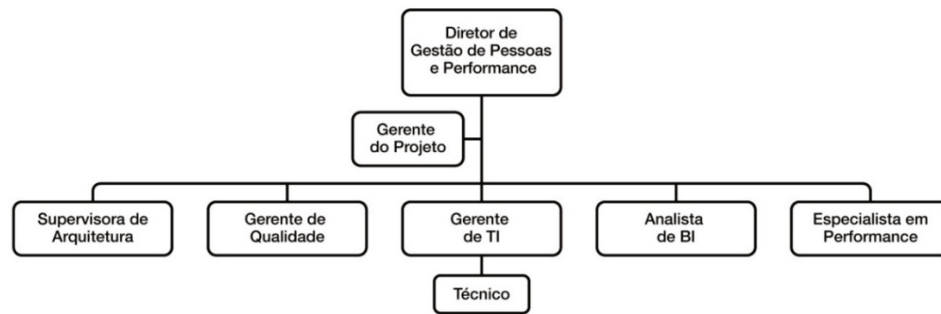 Diretor de
Gestão de Pessoas
e Performance
Gerente
do Projeto
Supervisora de
Arquitetura
Gerente de
Qualidade
Gerente
de TI
Analista
de BI
Especialista em
Performance
Técnico